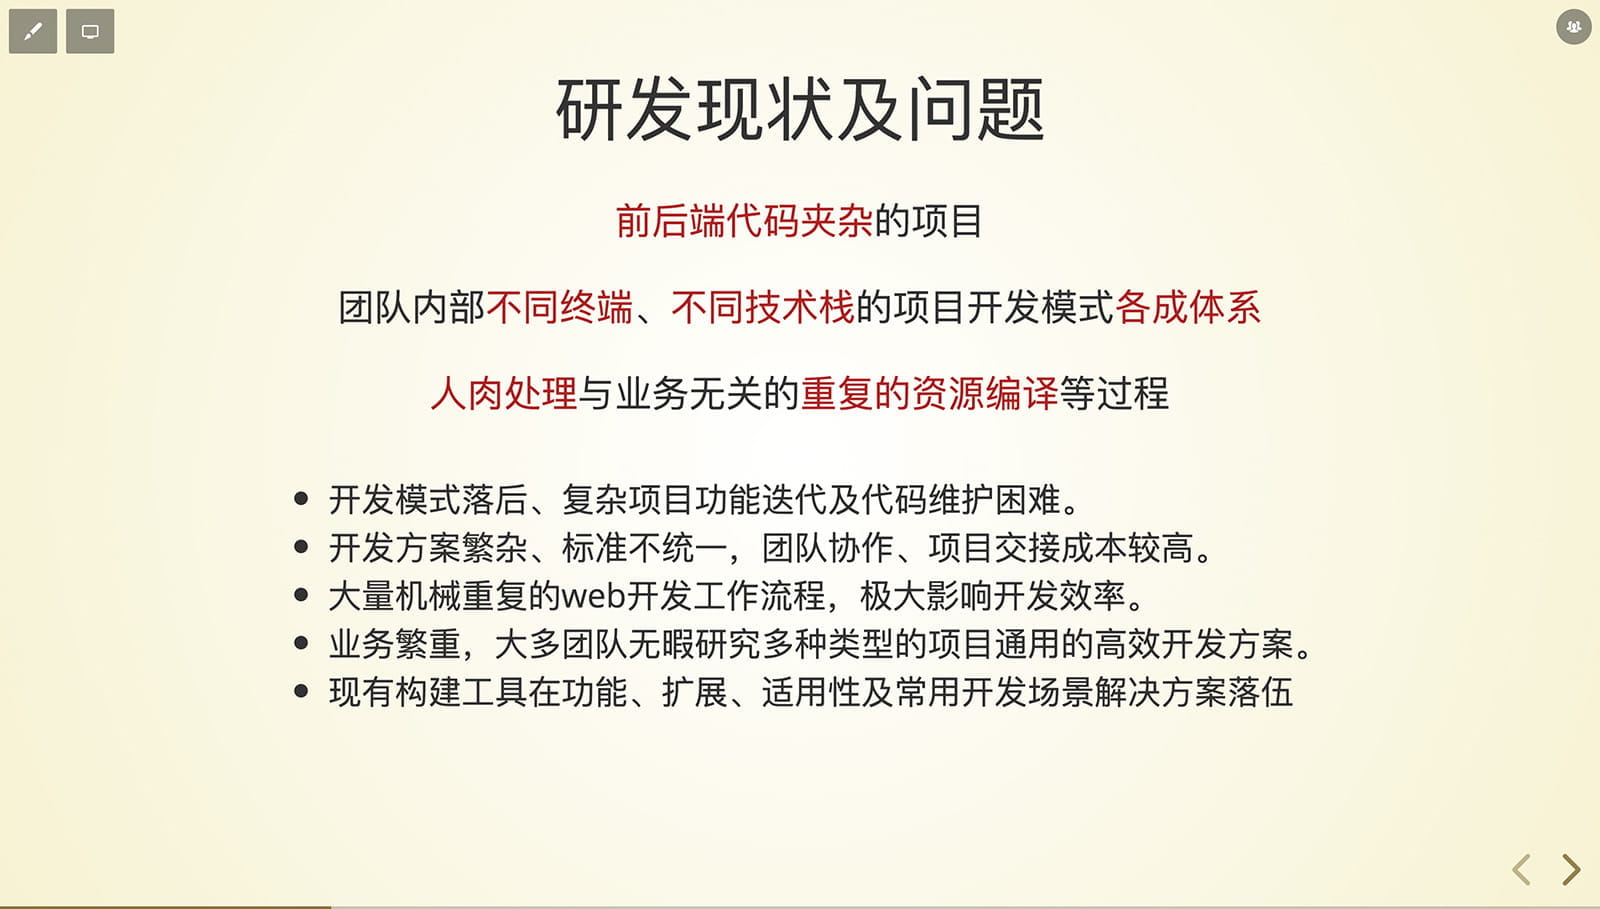 研发现状及问题
前后端代码夹杂的项目
团队内部不同终端、不同技术栈的项目开发模式各成体系
人肉处理与业务无关的重复的资源编译等过程
开发模式落后、复杂项目功能迭代及代码维护困难。
开发方案繁杂、标准不统一，团队协作、项目交接成本较高。
大量机械重复的web开发工作流程，极大影响开发效率。
业务繁重，大多团队无暇研究多种类型的项目通用的高效开发方案。
现有构建工具在功能、扩展、适用性及常用开发场景解决方案落伍